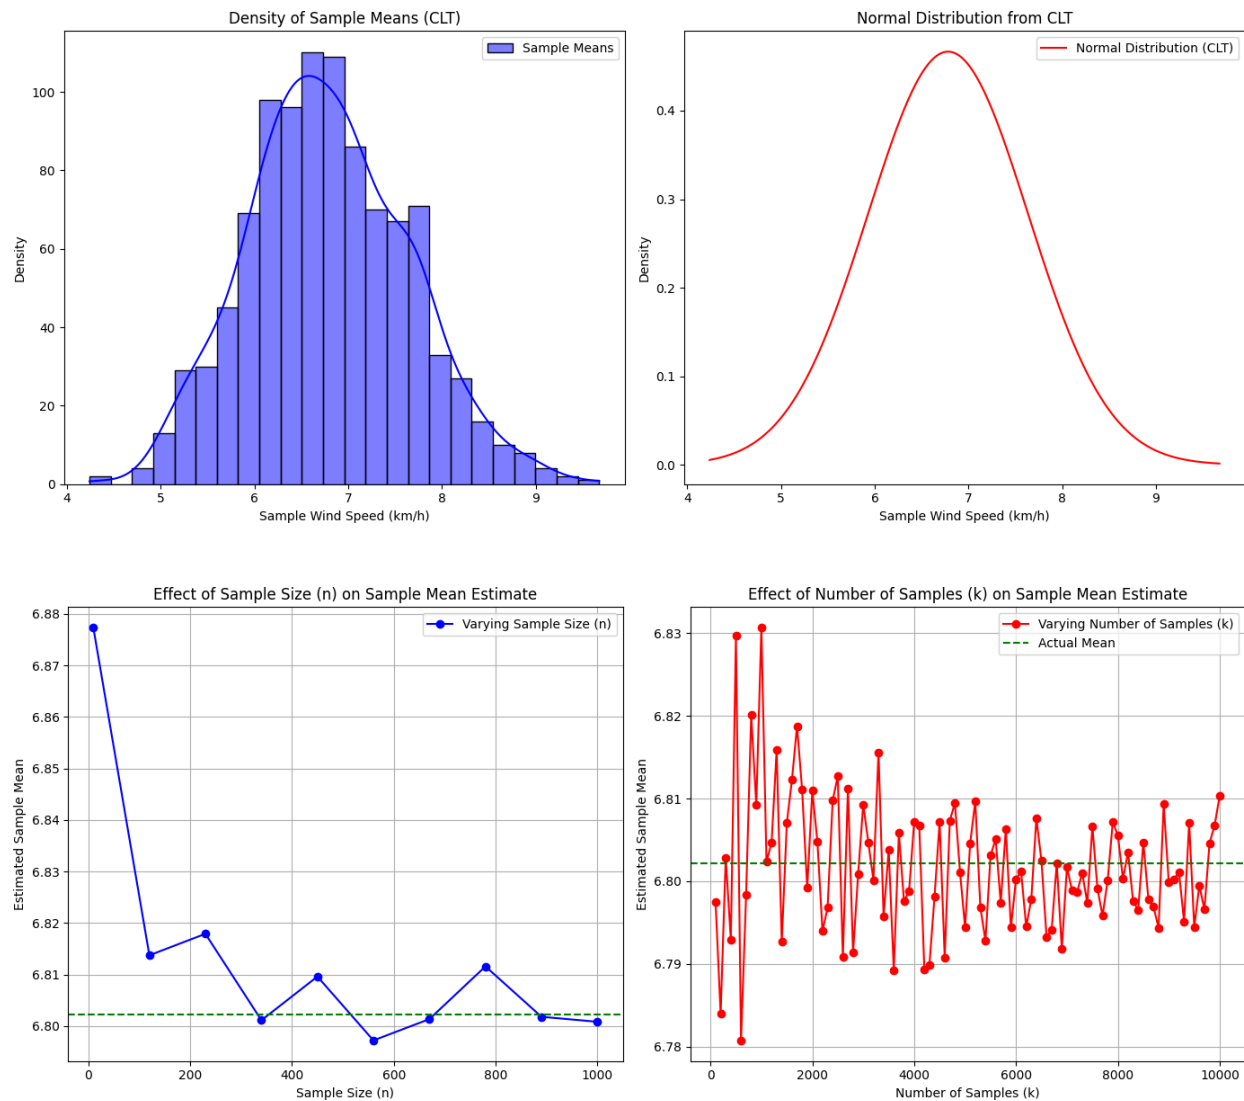 Density of Sample Means (CLT)
Sample Means
Density
100
80
60
40
20
0
4 5 6 7 8 9
Sample Wind Speed (km/h)
Normal Distribution from CLT
Normal Distribution (CLT)
Density
0.4
0.3
0.2
0.1
0.0
4 5 6 7 8 9
Sample Wind Speed (km/h)
Effect of Sample Size (n) on Sample Mean Estimate
Varying Sample Size (n)
Estimated Sample Mean
6.88
6.87
6.86
6.85
6.84
6.83
6.82
6.81
6.80
0 200 400 600 800 1000
Sample Size (n)
Effect of Number of Samples (k) on Sample Mean Estimate
Varying Number of Samples (k)
Actual Mean
Estimated Sample Mean
6.83
6.82
6.81
6.80
6.79
6.78
0 2000 4000 6000 8000 10000
Number of Samples (k)